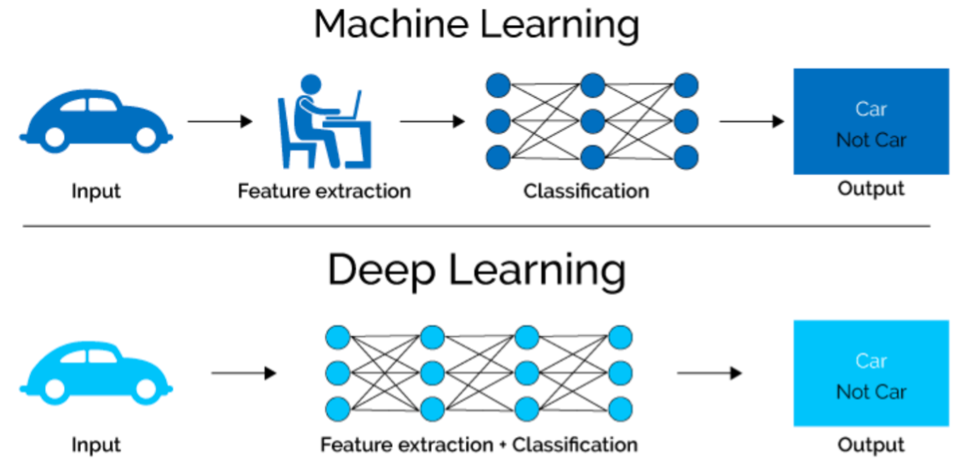 Machine Learning
Input
Feature extraction
Classification
Car
Not Car
Output
Deep Learning
Input
Feature extraction + Classification
Car
Not Car
Output